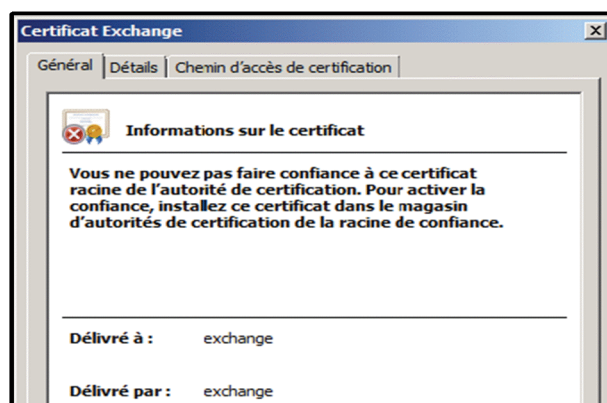 Certificat Exchange
Général Détails Chemin d'accès de certification
Informations sur le certificat
Vous ne pouvez pas faire confiance à ce certificat
racine de l'autorité de certification. Pour activer la
confiance, installez ce certificat dans le magasin
d'autorités de certification de la racine de confiance.
Délivré à : exchange
Délivré par : exchange